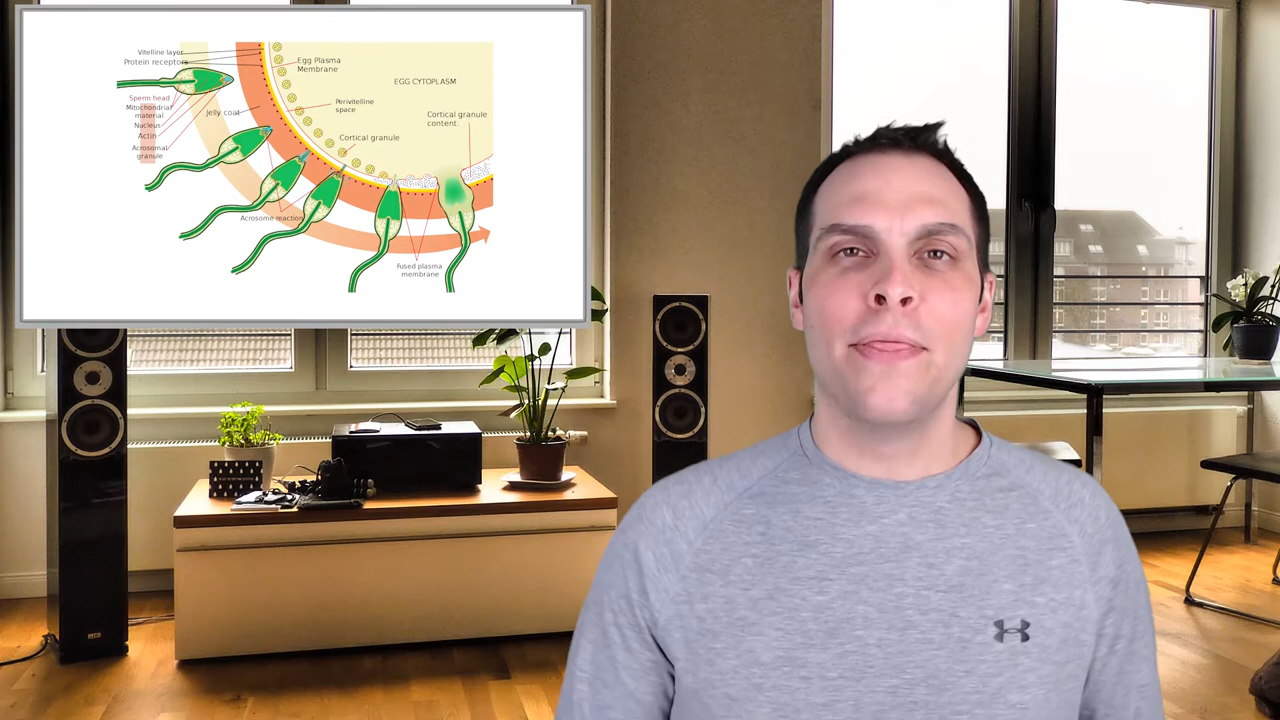 Vitelline layer
Protein receptors
Egg Plasma
Membrane
EGG CYTOPLASM
Sperm head
Mitochondrial
material
Nucleus
Actin
Acrosomal
granule
Jelly coat
Perivitelline
space
Cortical granule
content.
Cortical granule
Acrosome reaction
Fused plasma
membrane
HECO